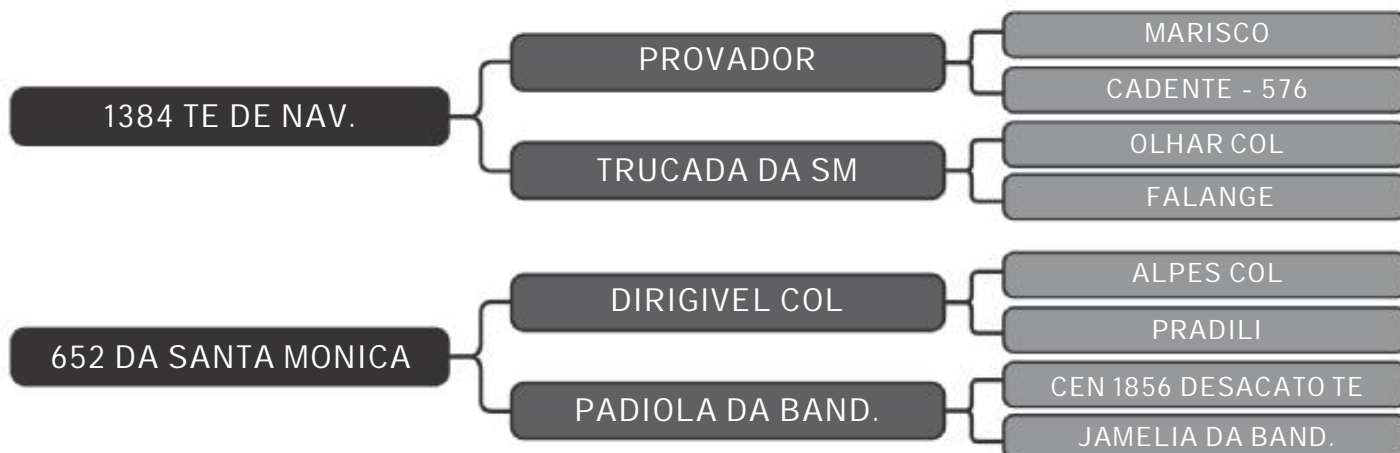 1384 TE DE NAV.
PROVADOR
MARISCO
CADENTE - 576
TRUCADA DA SM
OLHAR COL
FALANGE
652 DA SANTA MONICA
DIRIGIVEL COL
ALPES COL
PRADILI
PADIOLA DA BAND.
CEN 1856 DESACATO TE
JAMELIA DA BAND.